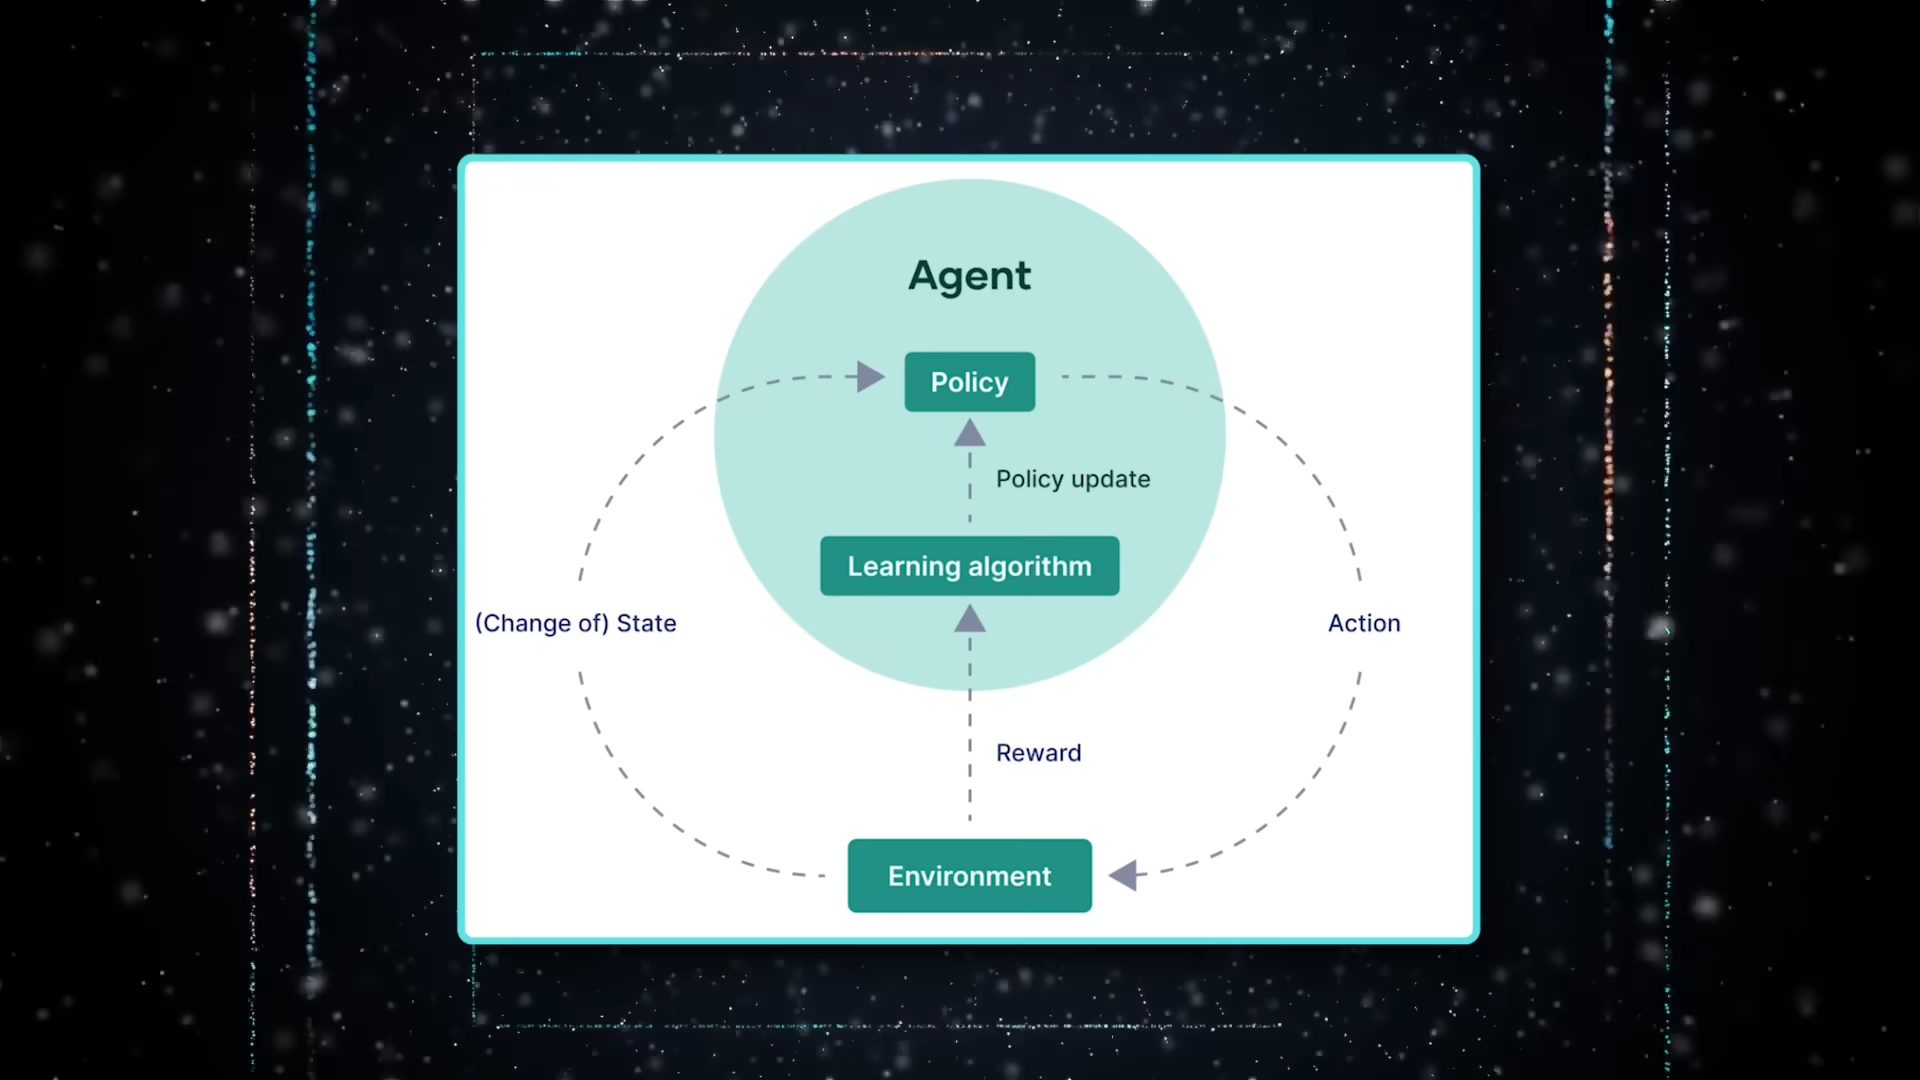 Agent
Policy
Policy update
Learning algorithm
(Change of) State
Action
Reward
Environment